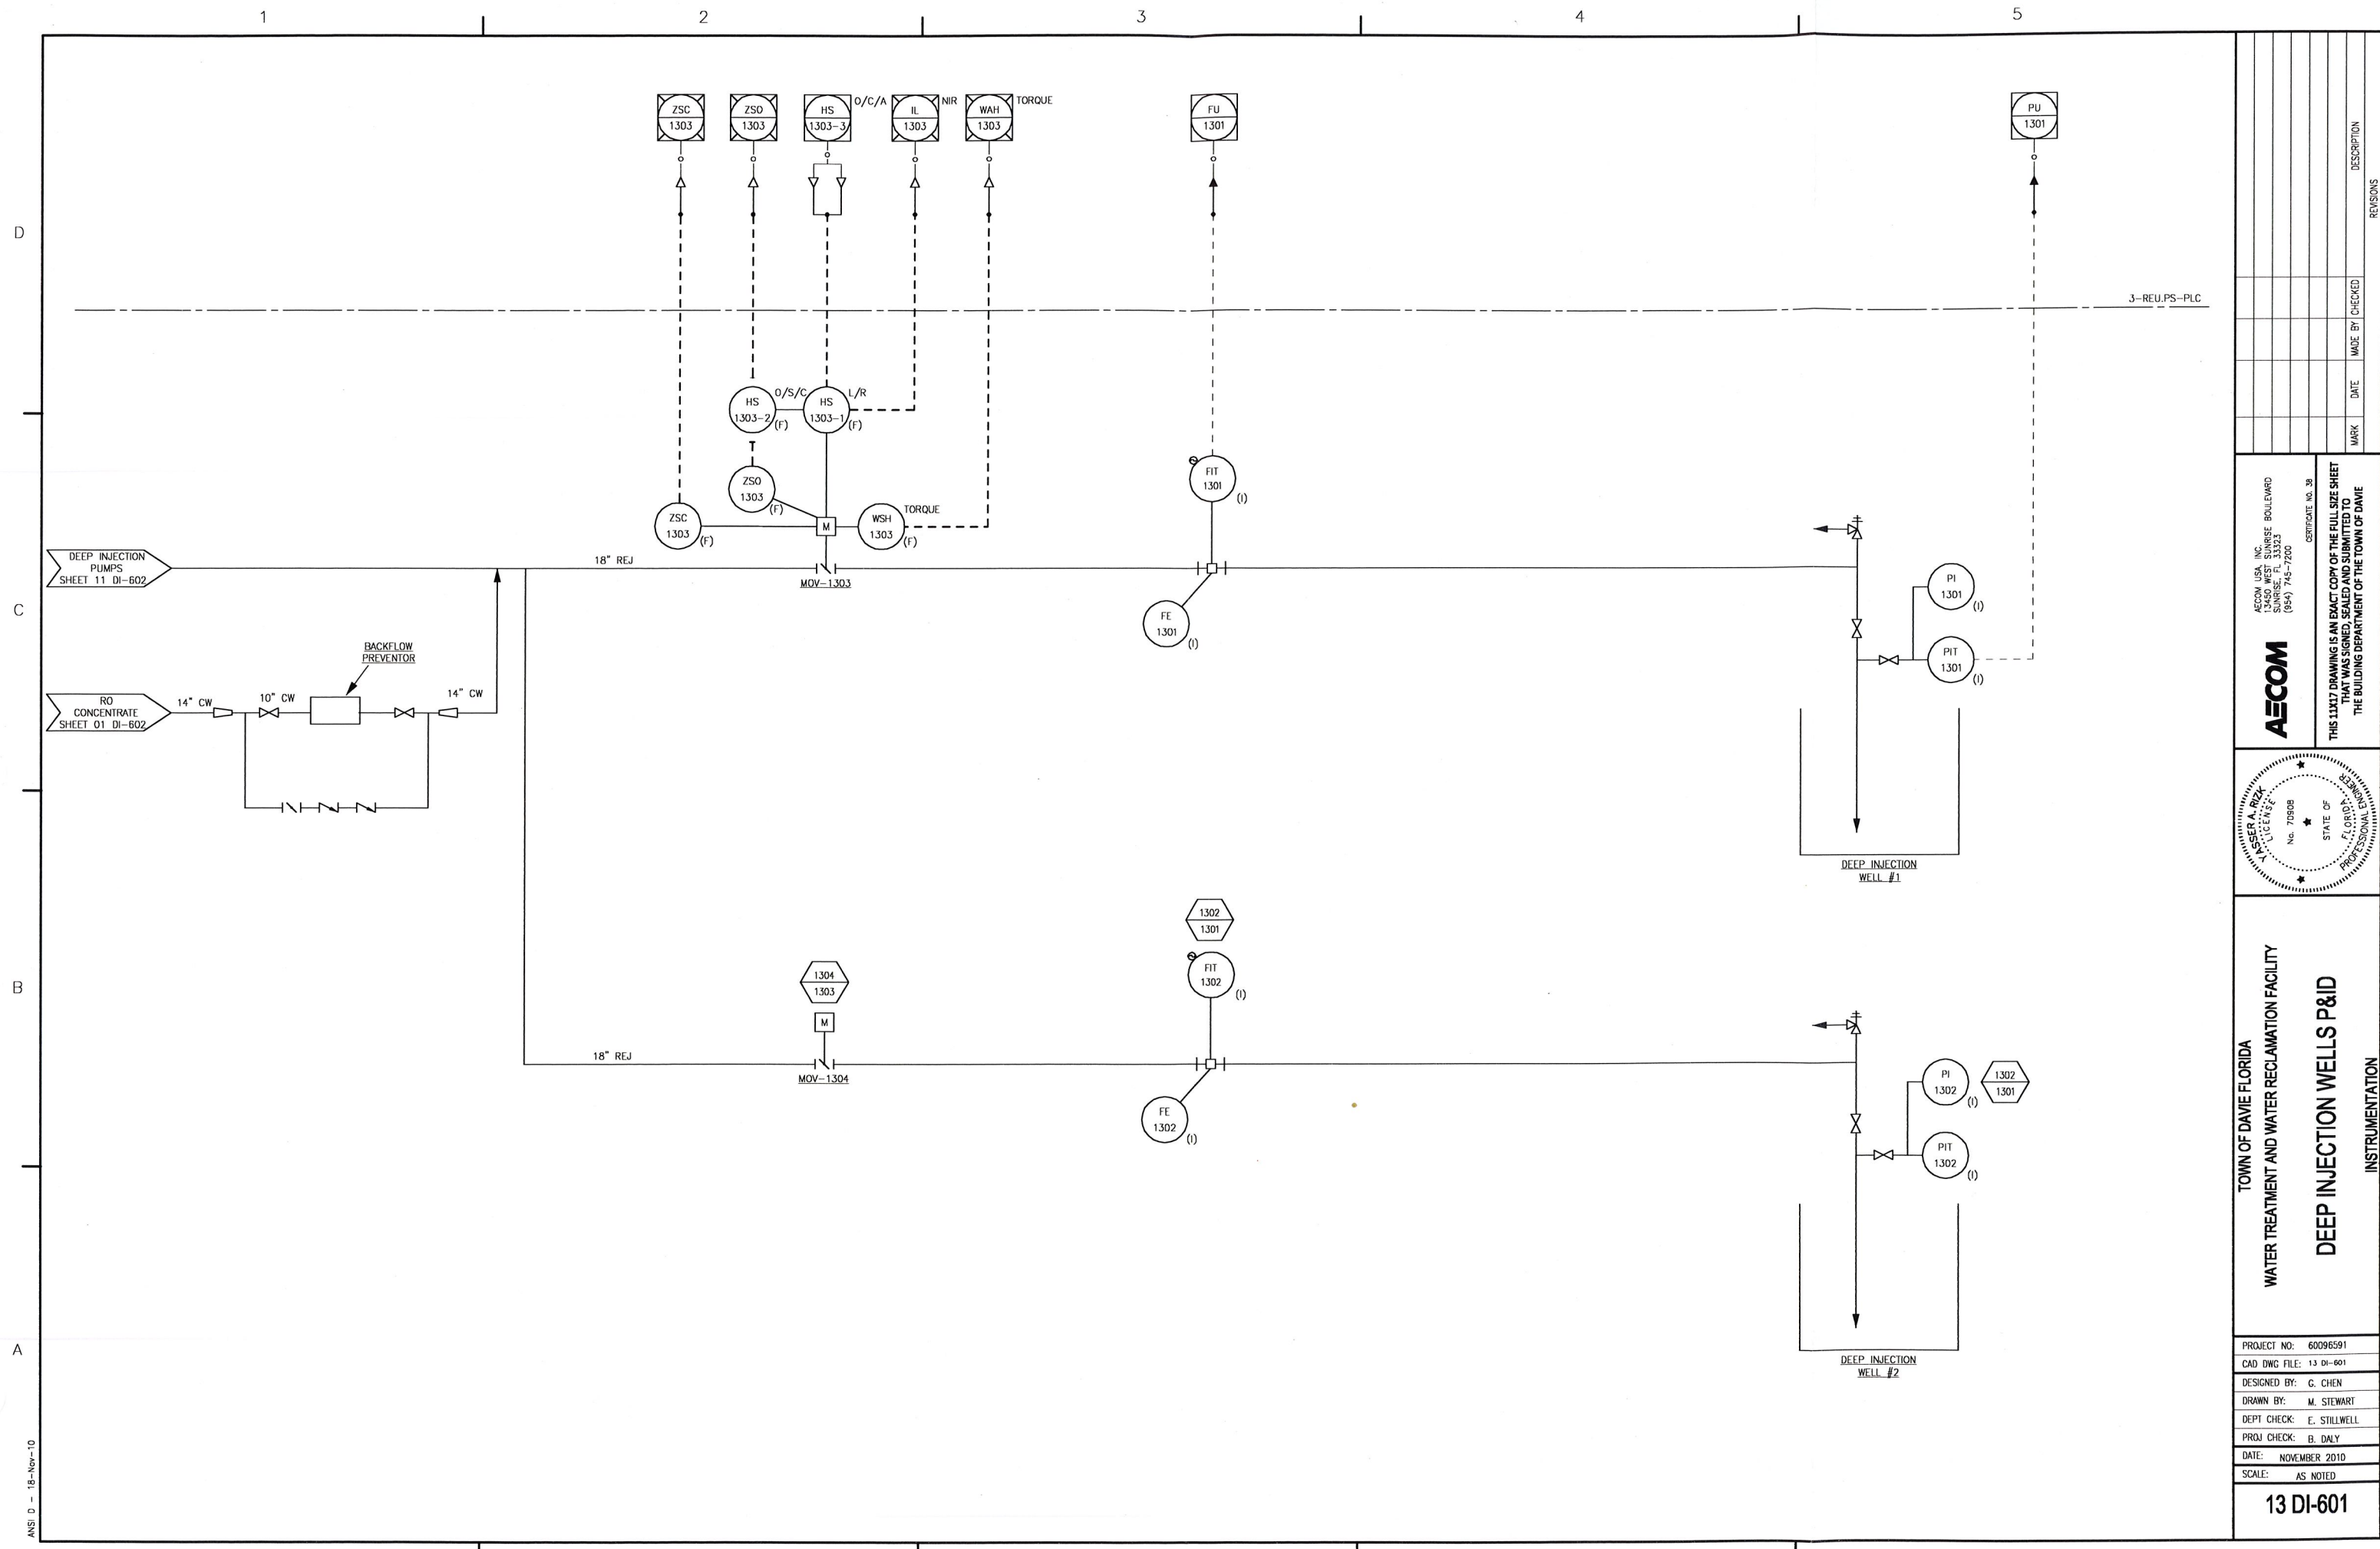 1 2 3 4 5
D
C
B
A
ZSC
1303
ZSO
1303
HS
1303-3
O/C/A
IL
1303
NIR
WAH
1303
TORQUE
FU
1301
PU
1301
3-REU.PS-PLC
HS
1303-2
(F)
O/S/C
HS
1303-1
(F)
L/R
ZSO
1303
(F)
ZSC
1303
(F)
M
WSH
1303
(F)
TORQUE
FIT
1301
(I)
DEEP INJECTION
PUMPS
SHEET 11 DI-602
18" REJ
MOV-1303
FE
1301
(I)
PI
1301
(I)
PIT
1301
(I)
BACKFLOW
PREVENTOR
RO
CONCENTRATE
SHEET 01 DI-602
14" CW
10" CW
14" CW
DEEP INJECTION
WELL #1
1302
1301
FIT
1302
(I)
1304
1303
M
18" REJ
MOV-1304
FE
1302
(I)
PI
1302
(I)
1302
1301
PIT
1302
(I)
DEEP INJECTION
WELL #2
ANSI D - 18-Nov-10
REVISIONS
MARK DATE MADE BY CHECKED DESCRIPTION
AECOM
AECOM USA, INC.
13450 WEST SUNRISE BOULEVARD
SUNRISE, FL 33323
(954) 745-7200
CERTIFICATE NO. 38
THIS 11X17 DRAWING IS AN EXACT COPY OF THE FULL SIZE SHEET
THAT WAS SIGNED, SEALED AND SUBMITTED TO
THE BUILDING DEPARTMENT OF THE TOWN OF DAVIE
YASSER A. RIZK
LICENSE
No. 70908
STATE OF
FLORIDA
PROFESSIONAL ENGINEER
TOWN OF DAVIE FLORIDA
WATER TREATMENT AND WATER RECLAMATION FACILITY
DEEP INJECTION WELLS P&ID
INSTRUMENTATION
PROJECT NO: 60096591
CAD DWG FILE: 13 DI-601
DESIGNED BY: G. CHEN
DRAWN BY: M. STEWART
DEPT CHECK: E. STILLWELL
PROJ CHECK: B. DALY
DATE: NOVEMBER 2010
SCALE: AS NOTED
13 DI-601